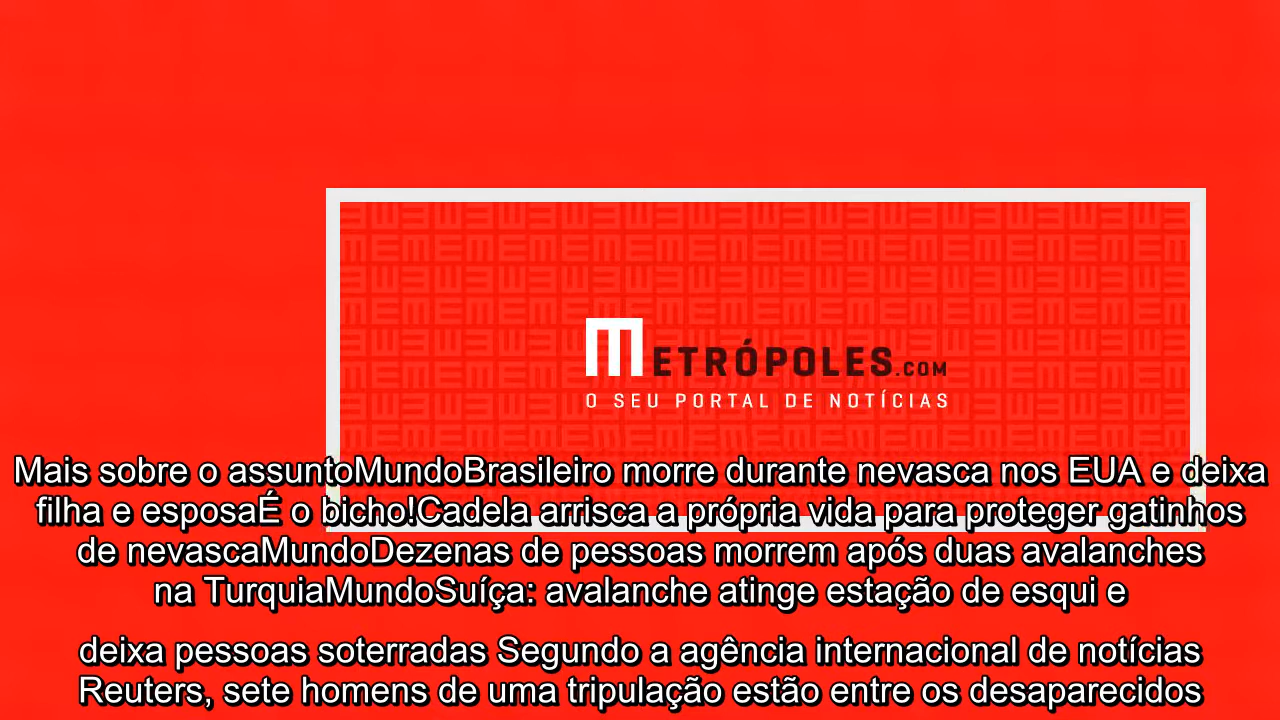 METRÓPOLES.COM
O SEU PORTAL DE NOTÍCIAS
Mais sobre o assuntoMundoBrasileiro morre durante nevasca nos EUA e deixa
filha e esposaÉ o bicho!Cadela arrisca a própria vida para proteger gatinhos
de nevascaMundoDezenas de pessoas morrem após duas avalanches
na TurquiaMundoSuíça: avalanche atinge estação de esqui e
deixa pessoas soterradas Segundo a agência internacional de notícias
Reuters, sete homens de uma tripulação estão entre os desaparecidos